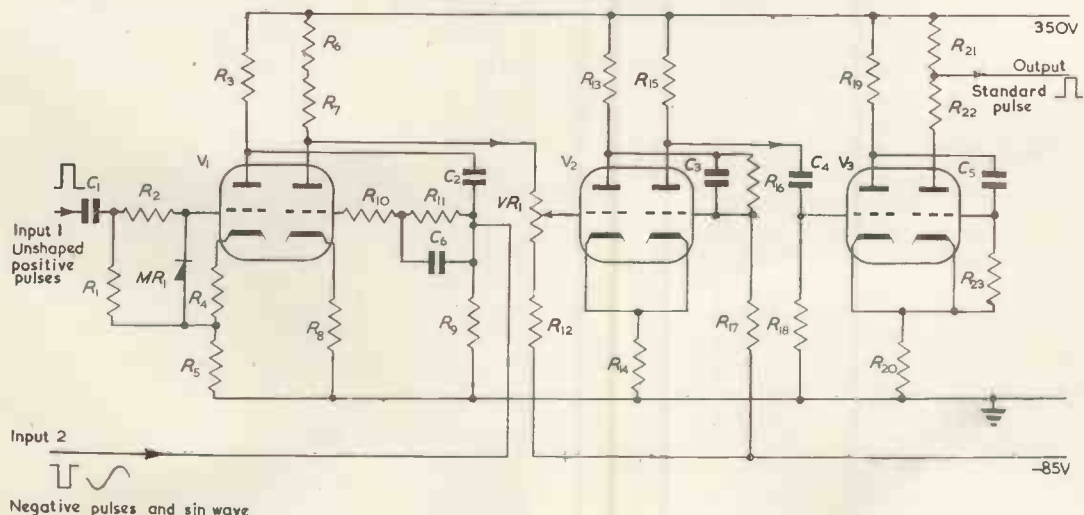 350V
R6
R3
R7
R13
R15
R19
R21
Output
Standard
pulse
R22
V1
C2
V2
C3
R16
C4
V3
C5
C1
R2
R10
R11
VR1
Input 1
Unshaped
positive
pulses
R1
MR1
R4
C6
R23
R5
R8
R9
R12
R14
R17
R18
R20
Input 2
-85V
Negative pulses and sin wave